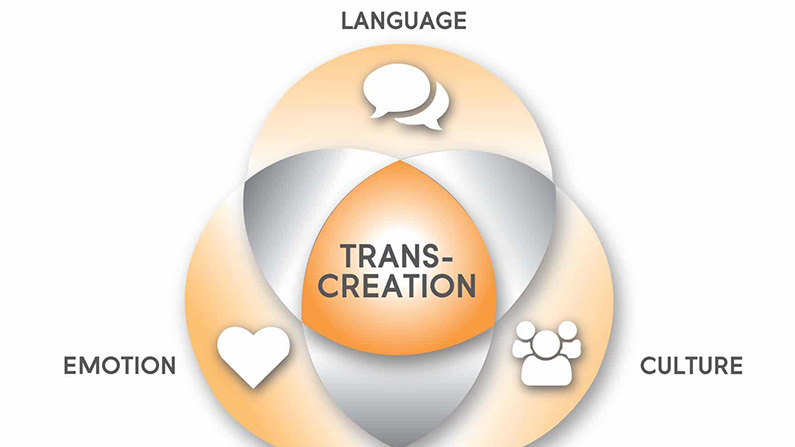 LANGUAGE
TRANS-
CREATION
EMOTION
CULTURE